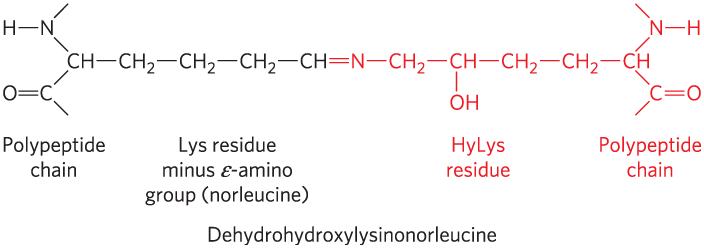 H—N N—H
CH—CH₂—CH₂—CH₂—CH=N—CH₂—CH—CH₂—CH₂—CH
O=C OH C=O
Polypeptide chain
Lys residue
minus ε-amino
group (norleucine)
HyLys
residue
Polypeptide
chain
Dehydrohydroxylysinonorleucine